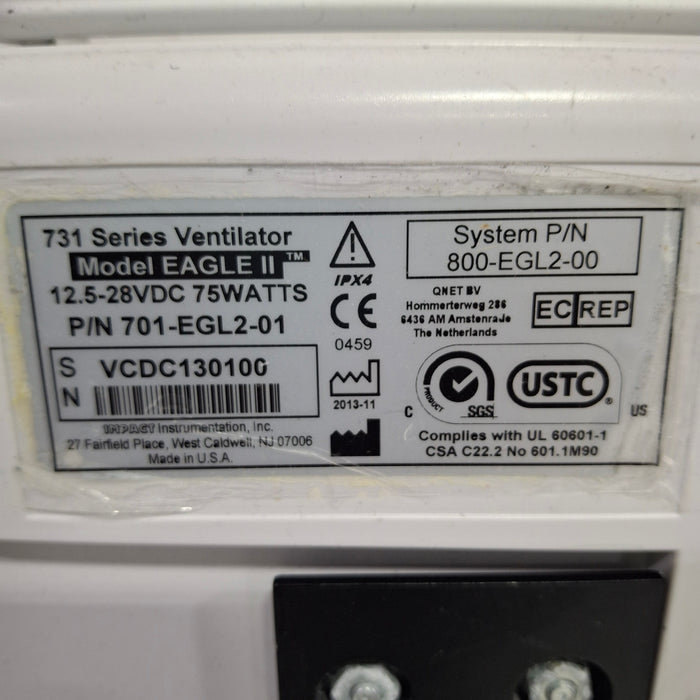 731 Series Ventilator
Model EAGLE II™
12.5-28VDC 75WATTS
P/N 701-EGL2-01
SN VCDC130100
IMPACT Instrumentation, Inc.
27 Fairfield Place, West Caldwell, NJ 07006
Made in U.S.A.
IPX4
CE
0459
2013-11
System P/N
800-EGL2-00
QNET BV
Hommerterweg 286
6436 AM Amstenrade
The Netherlands
EC REP
SGS
USTC®
C US
Complies with UL 60601-1
CSA C22.2 No 601.1M90